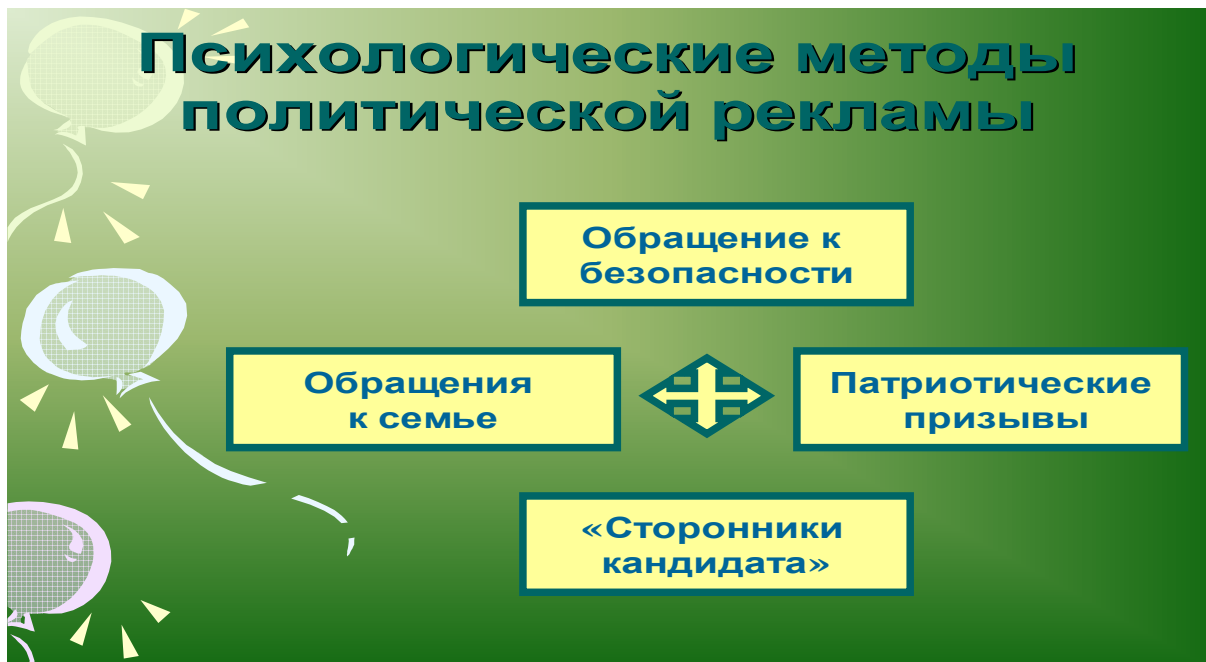 Психологические методы
политической рекламы
Обращение к
безопасности
Обращения
к семье
Патриотические
призывы
«Сторонники
кандидата»